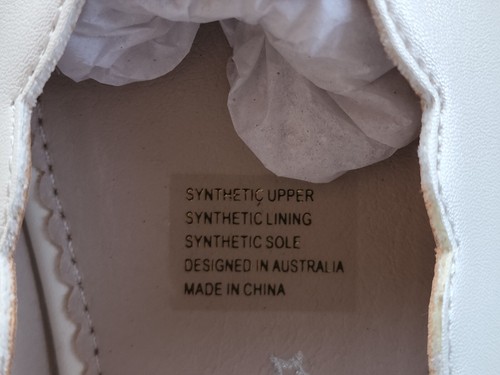 SYNTHETIC UPPER
SYNTHETIC LINING
SYNTHETIC SOLE
DESIGNED IN AUSTRALIA
MADE IN CHINA